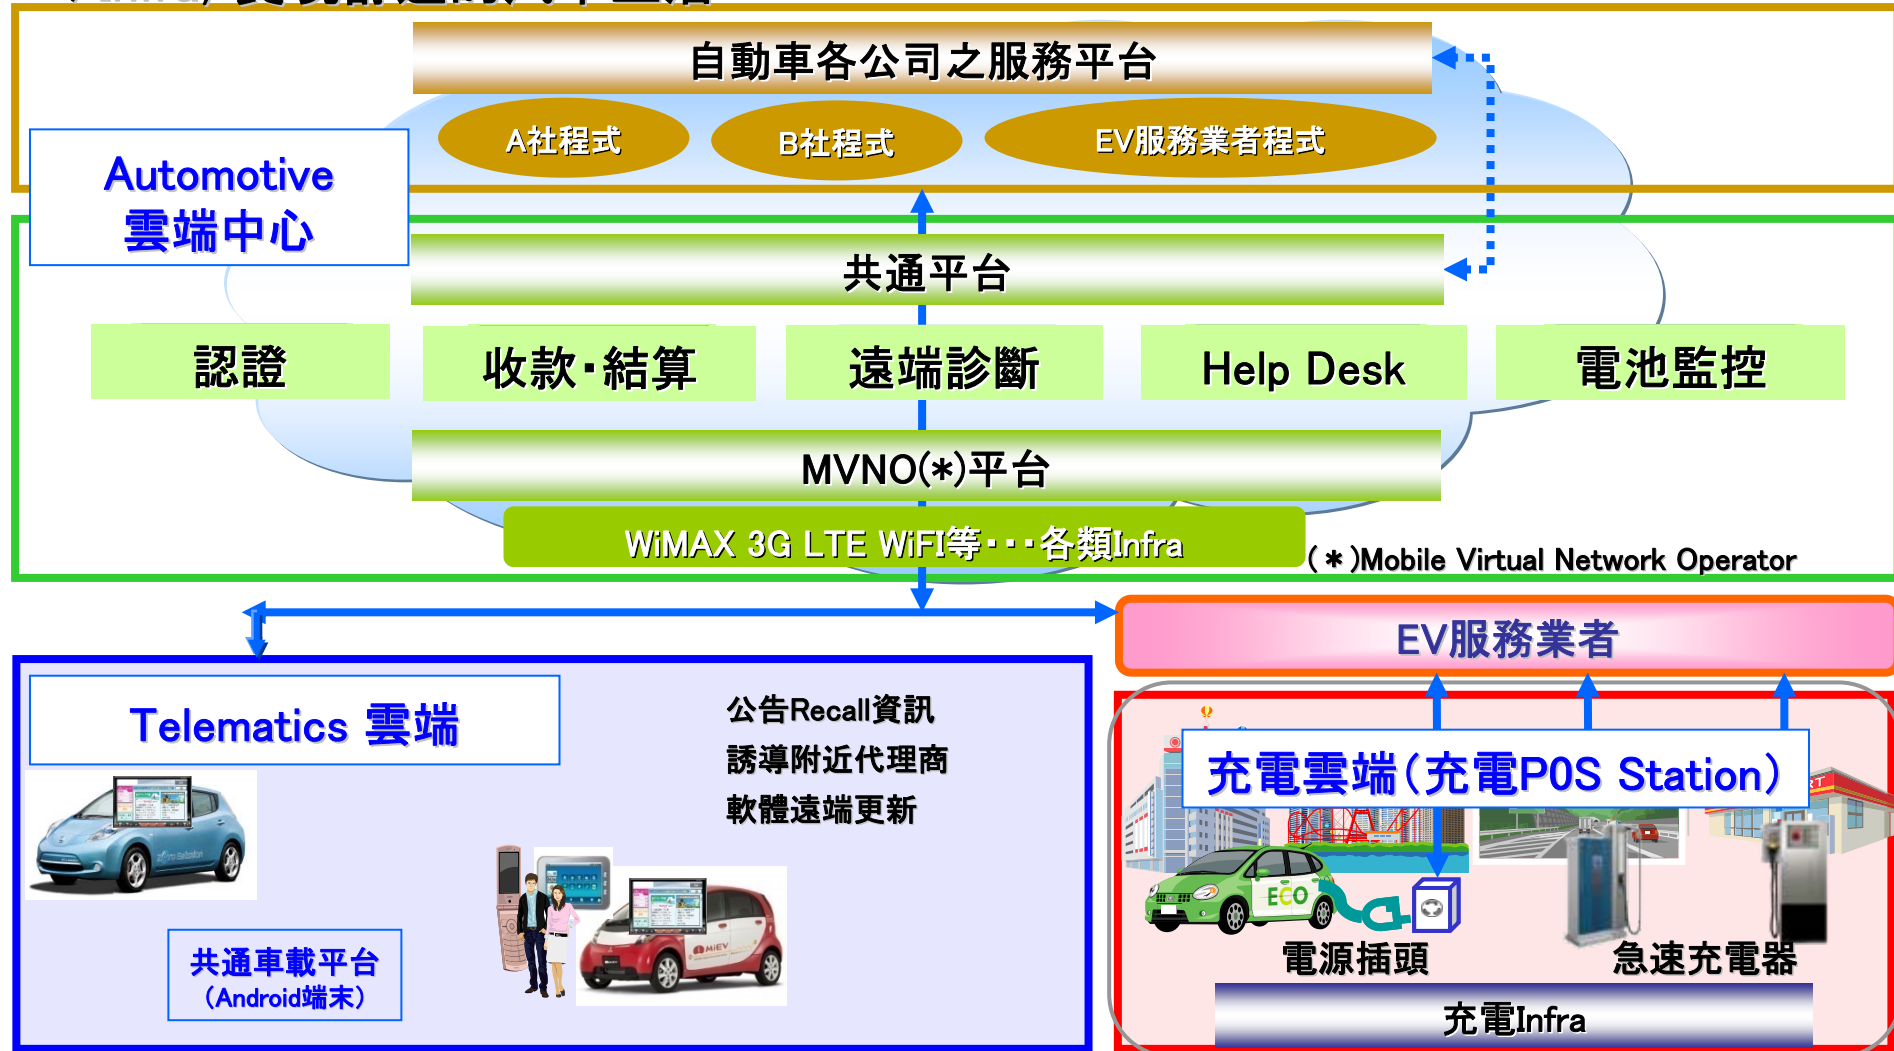 自動車各公司之服務平台
A社程式
B社程式
EV服務業者程式
Automotive
雲端中心
共通平台
認證
收款・結算
遠端診斷
Help Desk
電池監控
MVNO(*)平台
WiMAX 3G LTE WiFI等・・・各類Infra
(*)Mobile Virtual Network Operator
EV服務業者
Telematics 雲端
公告Recall資訊
誘導附近代理商
軟體遠端更新
充電雲端(充電POS Station)
共通車載平台
(Android端末)
MiEV
ECO
電源插頭
急速充電器
充電Infra